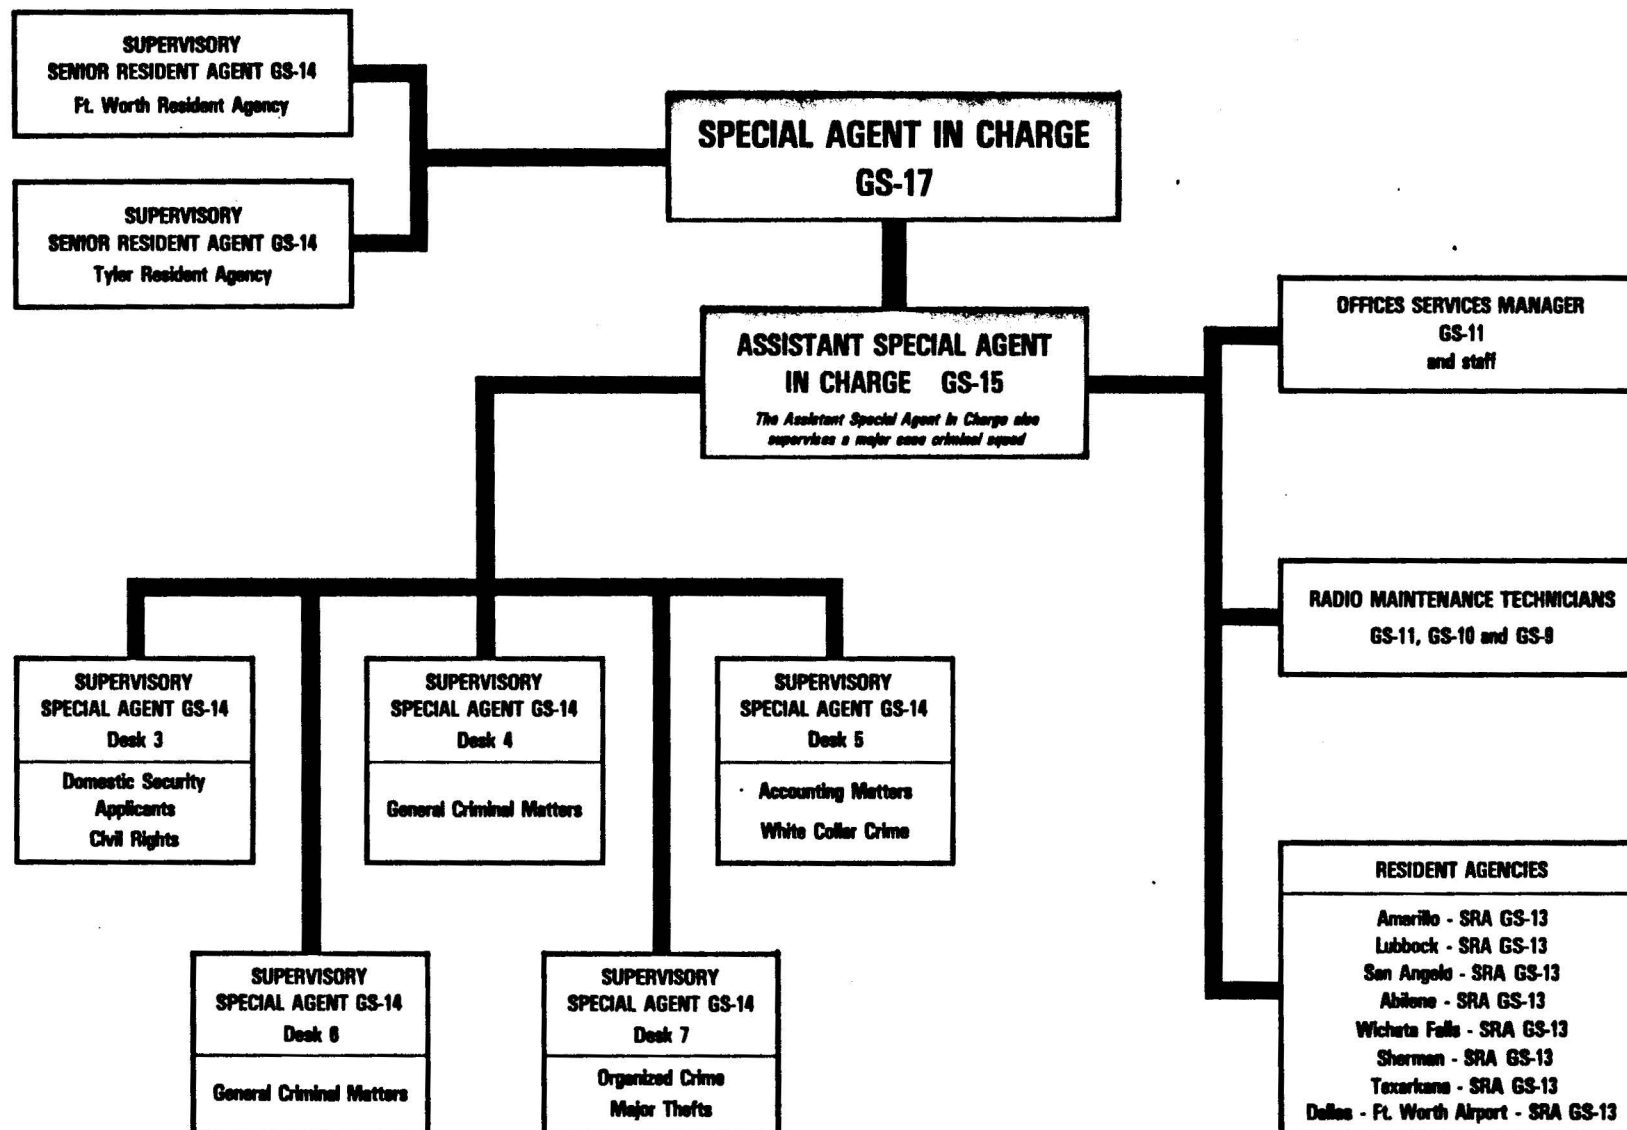 SUPERVISORY
SENIOR RESIDENT AGENT GS-14
Ft. Worth Resident Agency
SUPERVISORY
SENIOR RESIDENT AGENT GS-14
Tyler Resident Agency
SPECIAL AGENT IN CHARGE
GS-17
ASSISTANT SPECIAL AGENT
IN CHARGE GS-15
The Assistant Special Agent in Charge also
supervises a major case criminal squad
OFFICES SERVICES MANAGER
GS-11
and staff
RADIO MAINTENANCE TECHNICIANS
GS-11, GS-10 and GS-9
RESIDENT AGENCIES
Amarillo - SRA GS-13
Lubbock - SRA GS-13
San Angelo - SRA GS-13
Abilene - SRA GS-13
Wichata Falls - SRA GS-13
Sherman - SRA GS-13
Texarkana - SRA GS-13
Dallas - Ft. Worth Airport - SRA GS-13
SUPERVISORY
SPECIAL AGENT GS-14
Desk 3
Domestic Security
Applicants
Civil Rights
SUPERVISORY
SPECIAL AGENT GS-14
Desk 4
General Criminal Matters
SUPERVISORY
SPECIAL AGENT GS-14
Desk 5
Accounting Matters
White Collar Crime
SUPERVISORY
SPECIAL AGENT GS-14
Desk 6
General Criminal Matters
SUPERVISORY
SPECIAL AGENT GS-14
Desk 7
Organized Crime
Major Thefts